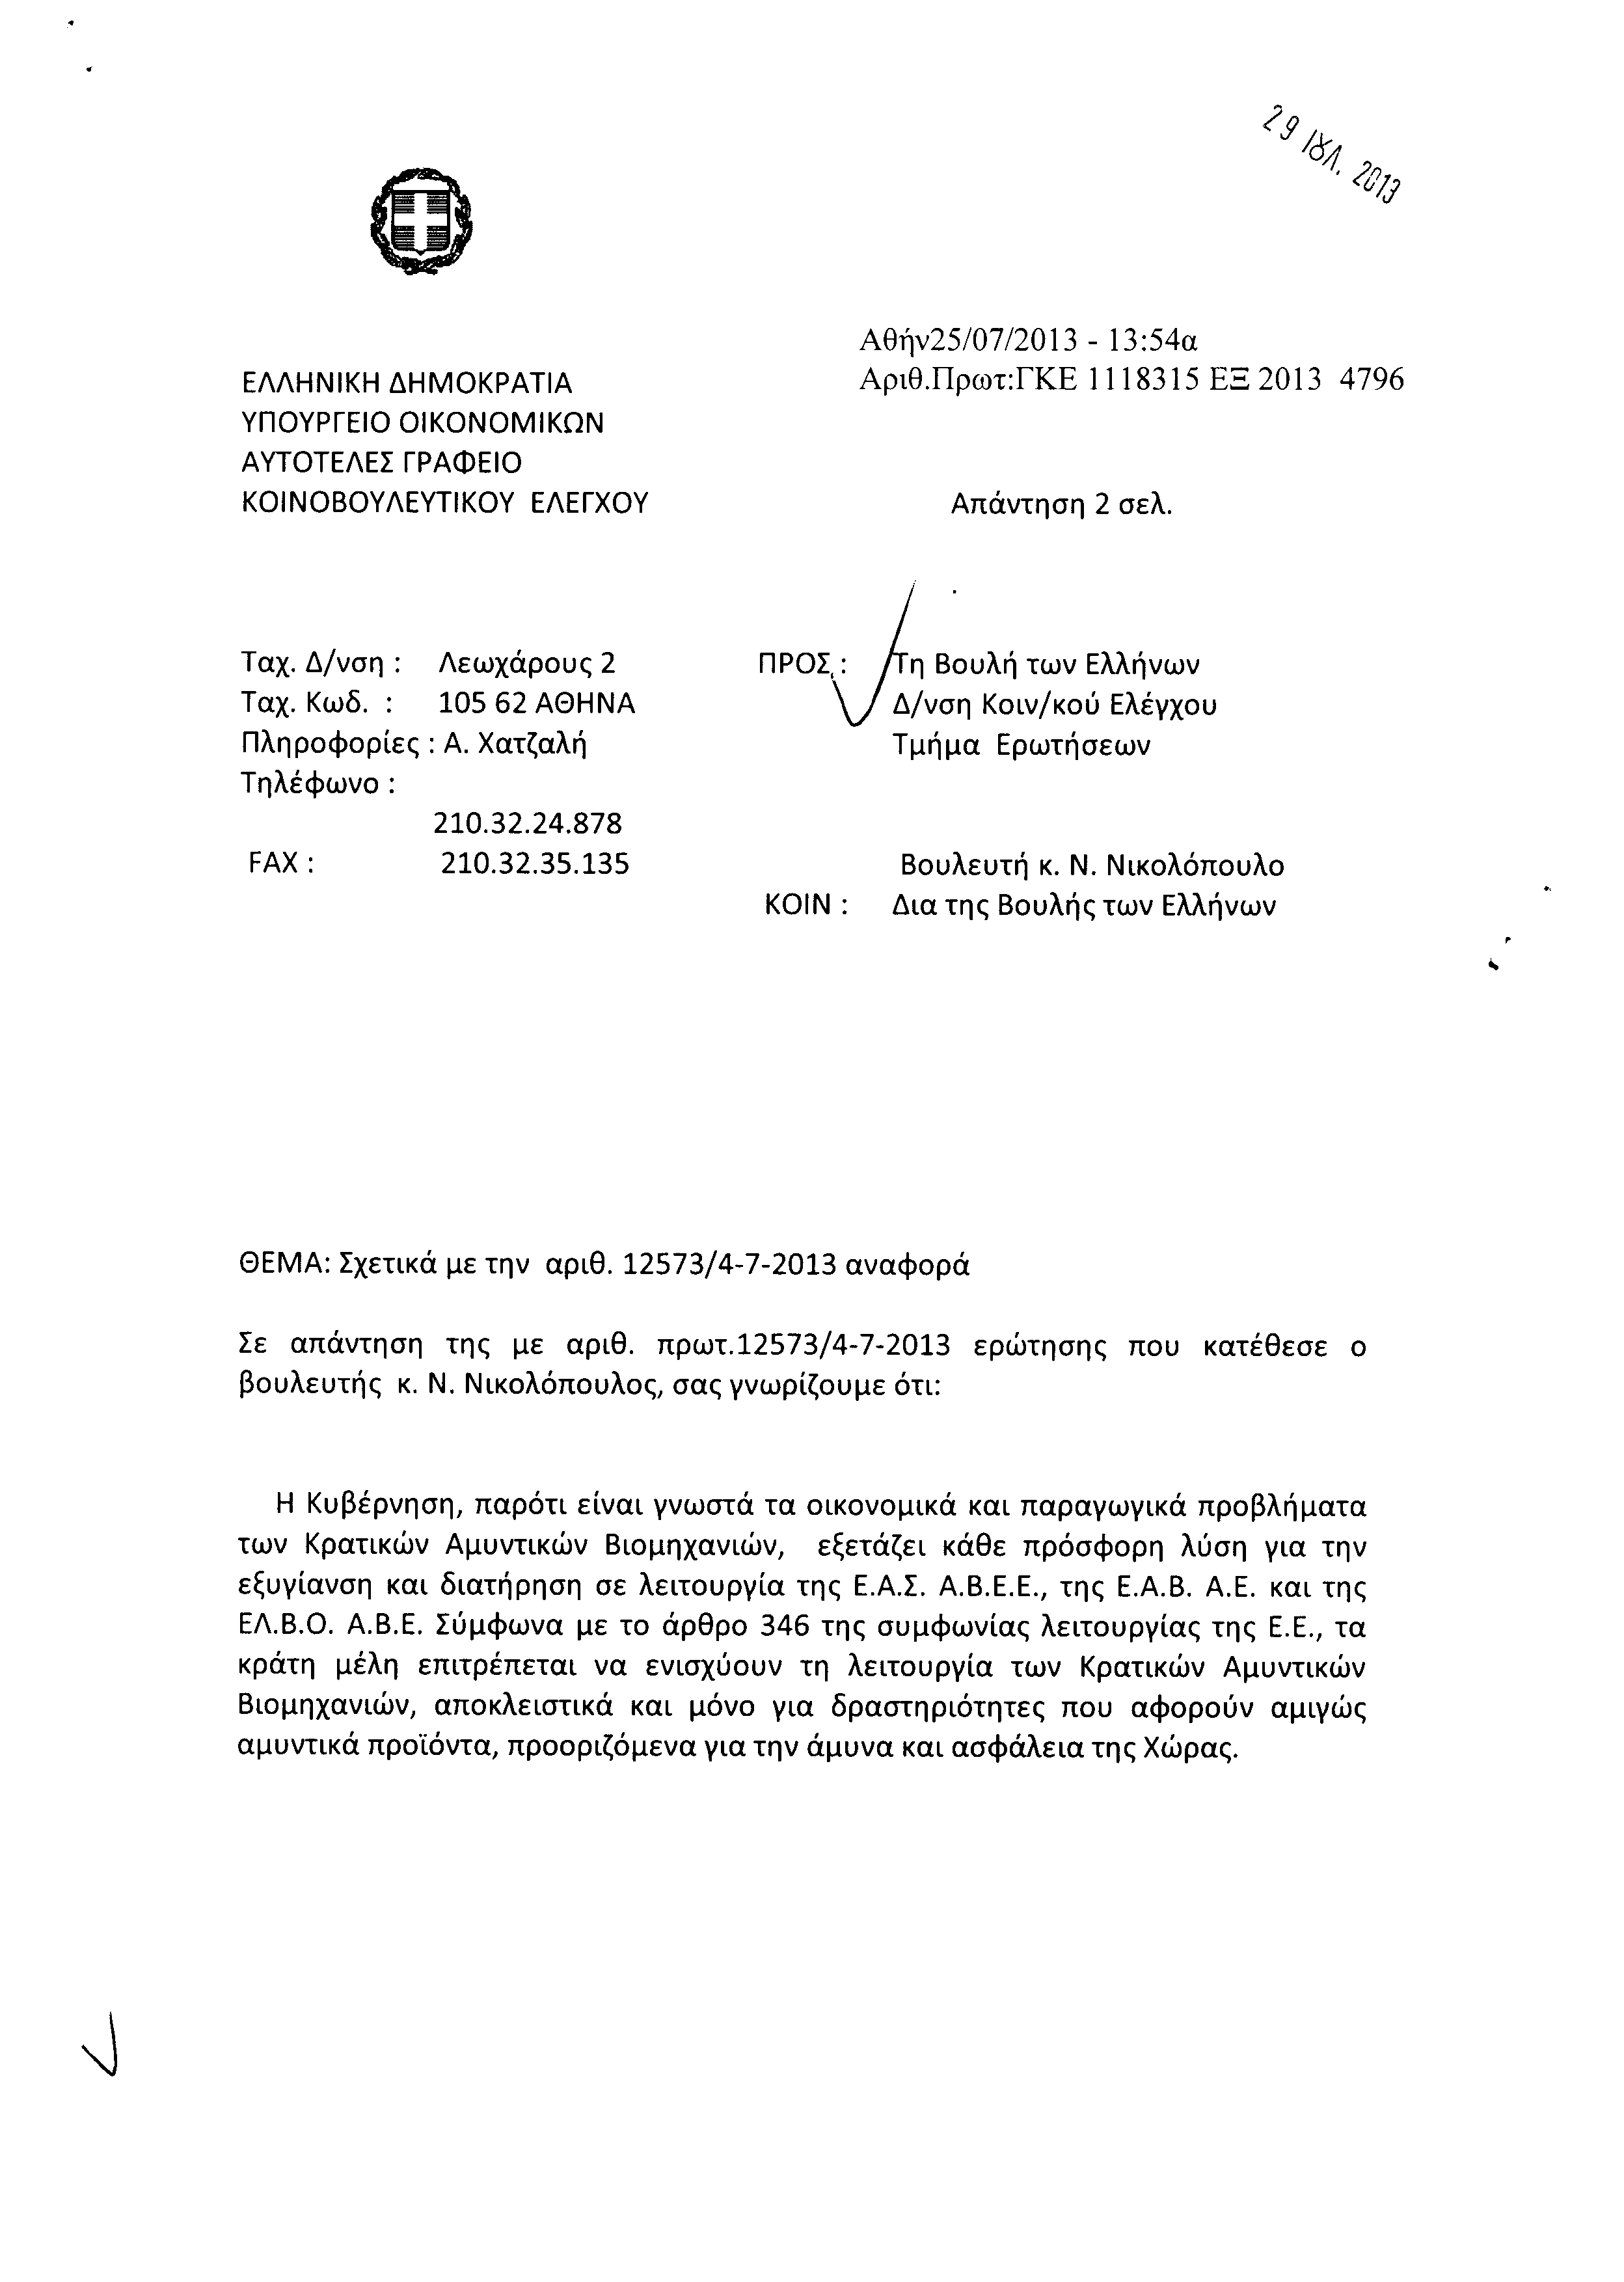 29 ΙΟΥΛ. 2013
Αθήν25/07/2013 - 13:54α
Αριθ.Πρωτ:ΓΚΕ 1118315 ΕΞ 2013 4796
ΕΛΛΗΝΙΚΗ ΔΗΜΟΚΡΑΤΙΑ
ΥΠΟΥΡΓΕΙΟ ΟΙΚΟΝΟΜΙΚΩΝ
ΑΥΤΟΤΕΛΕΣ ΓΡΑΦΕΙΟ
ΚΟΙΝΟΒΟΥΛΕΥΤΙΚΟΥ ΕΛΕΓΧΟΥ
Απάντηση 2 σελ.
Ταχ. Δ/νση : Λεωχάρους 2
Ταχ. Κωδ. : 105 62 ΑΘΗΝΑ
Πληροφορίες : Α. Χατζαλή
Τηλέφωνο :
210.32.24.878
FAX : 210.32.35.135
ΠΡΟΣ : Τη Βουλή των Ελλήνων
Δ/νση Κοιν/κού Ελέγχου
Τμήμα Ερωτήσεων
Βουλευτή κ. Ν. Νικολόπουλο
ΚΟΙΝ : Δια της Βουλής των Ελλήνων
ΘΕΜΑ: Σχετικά με την αριθ. 12573/4-7-2013 αναφορά
Σε απάντηση της με αριθ. πρωτ.12573/4-7-2013 ερώτησης που κατέθεσε ο
βουλευτής κ. Ν. Νικολόπουλος, σας γνωρίζουμε ότι:
Η Κυβέρνηση, παρότι είναι γνωστά τα οικονομικά και παραγωγικά προβλήματα
των Κρατικών Αμυντικών Βιομηχανιών, εξετάζει κάθε πρόσφορη λύση για την
εξυγίανση και διατήρηση σε λειτουργία της Ε.Α.Σ. Α.Β.Ε.Ε., της Ε.Α.Β. Α.Ε. και της
ΕΛ.Β.Ο. Α.Β.Ε. Σύμφωνα με το άρθρο 346 της συμφωνίας λειτουργίας της Ε.Ε., τα
κράτη μέλη επιτρέπεται να ενισχύουν τη λειτουργία των Κρατικών Αμυντικών
Βιομηχανιών, αποκλειστικά και μόνο για δραστηριότητες που αφορούν αμιγώς
αμυντικά προϊόντα, προοριζόμενα για την άμυνα και ασφάλεια της Χώρας.